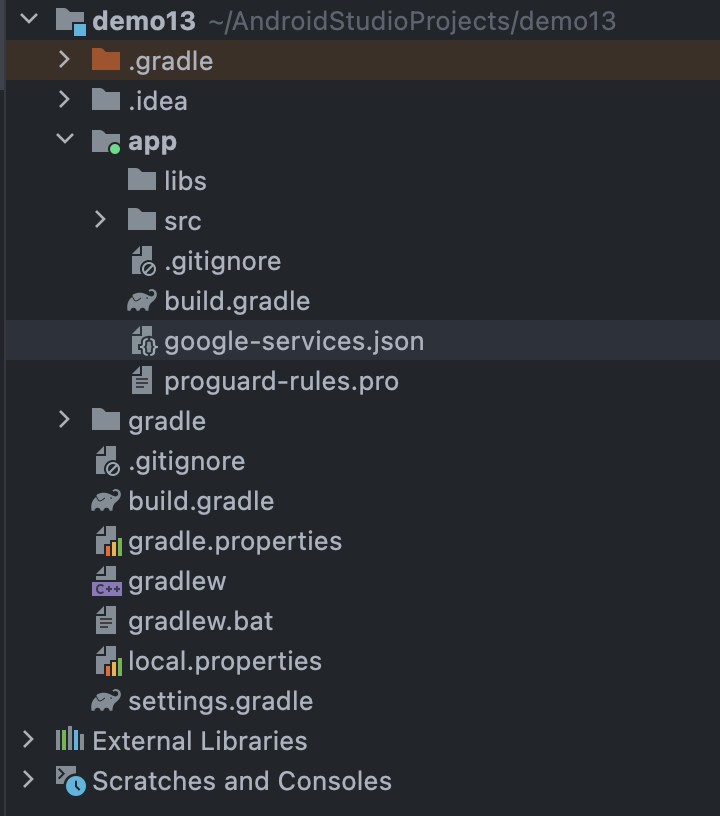 demo13 ~/AndroidStudioProjects/demo13
.gradle
.idea
app
libs
src
.gitignore
build.gradle
google-services.json
proguard-rules.pro
gradle
.gitignore
build.gradle
gradle.properties
C++ gradlew
gradlew.bat
local.properties
settings.gradle
External Libraries
Scratches and Consoles